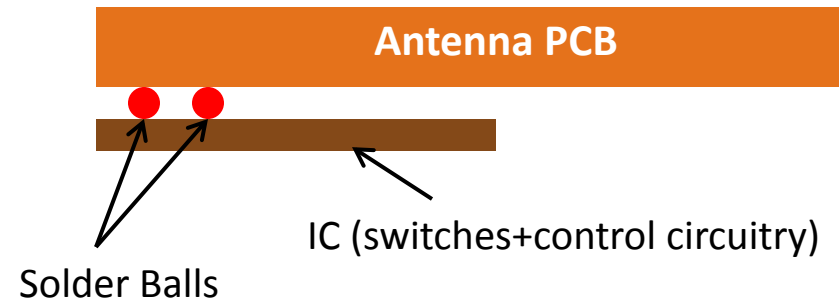 Antenna PCB
IC (switches+control circuitry)
Solder Balls